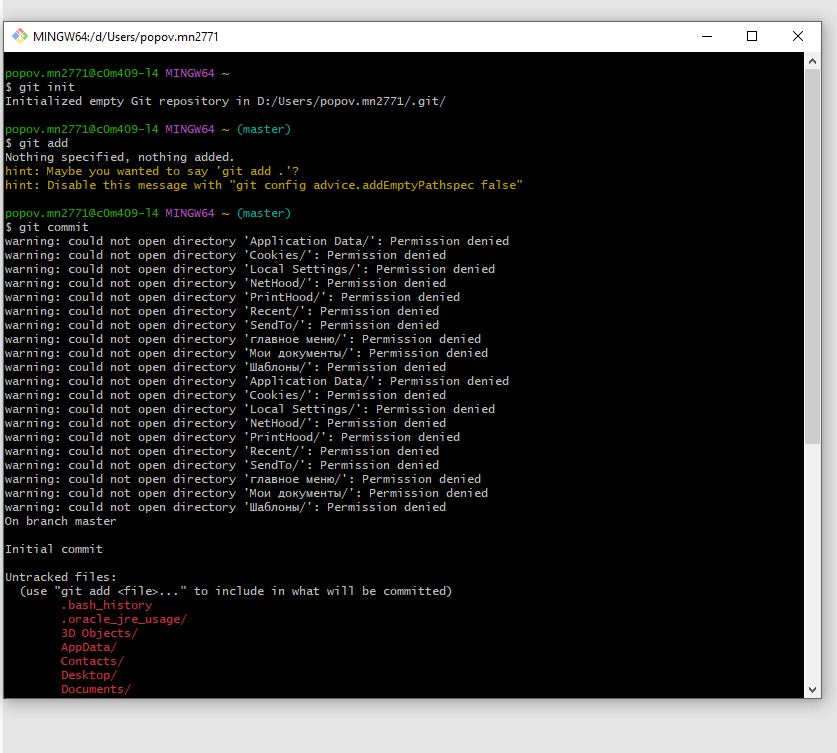 MINGW64:/d/Users/popov.mn2771
popov.mn2771@c0m409-l4 MINGW64 ~
$ git init
Initialized empty Git repository in D:/Users/popov.mn2771/.git/
popov.mn2771@c0m409-l4 MINGW64 ~ (master)
$ git add
Nothing specified, nothing added.
hint: Maybe you wanted to say 'git add .'?
hint: Disable this message with "git config advice.addEmptyPathspec false"
popov.mn2771@c0m409-l4 MINGW64 ~ (master)
$ git commit
warning: could not open directory 'Application Data/': Permission denied
warning: could not open directory 'Cookies/': Permission denied
warning: could not open directory 'Local Settings/': Permission denied
warning: could not open directory 'NetHood/': Permission denied
warning: could not open directory 'PrintHood/': Permission denied
warning: could not open directory 'Recent/': Permission denied
warning: could not open directory 'SendTo/': Permission denied
warning: could not open directory 'главное меню/': Permission denied
warning: could not open directory 'Мои документы/': Permission denied
warning: could not open directory 'Шаблоны/': Permission denied
warning: could not open directory 'Application Data/': Permission denied
warning: could not open directory 'Cookies/': Permission denied
warning: could not open directory 'Local Settings/': Permission denied
warning: could not open directory 'NetHood/': Permission denied
warning: could not open directory 'PrintHood/': Permission denied
warning: could not open directory 'Recent/': Permission denied
warning: could not open directory 'SendTo/': Permission denied
warning: could not open directory 'главное меню/': Permission denied
warning: could not open directory 'Мои документы/': Permission denied
warning: could not open directory 'Шаблоны/': Permission denied
On branch master
Initial commit
Untracked files:
(use "git add <file>..." to include in what will be committed)
.bash_history
.oracle_jre_usage/
3D Objects/
AppData/
Contacts/
Desktop/
Documents/